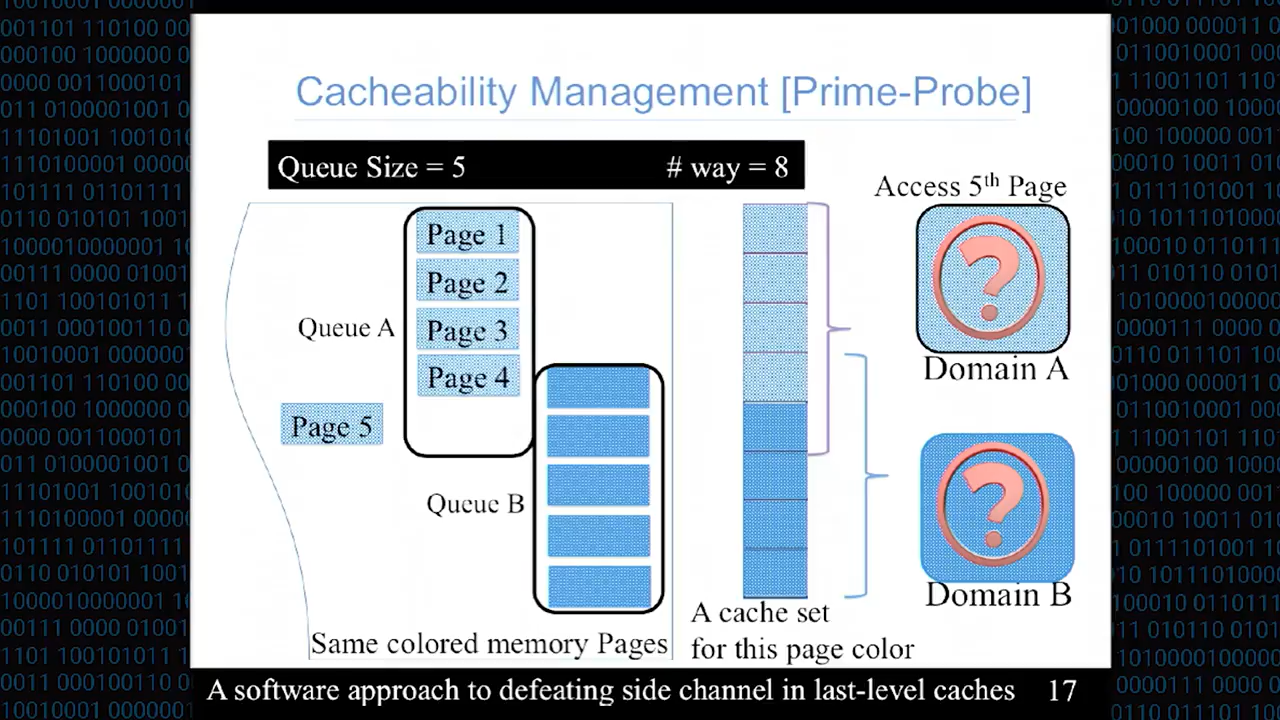 Cacheability Management [Prime-Probe]
Queue Size = 5
# way = 8
Access 5th Page
Page 1
Page 2
Queue A
Page 3
Page 4
Page 5
Domain A
Queue B
Domain B
A cache set
for this page color
Same colored memory Pages
A software approach to defeating side channel in last-level caches
17